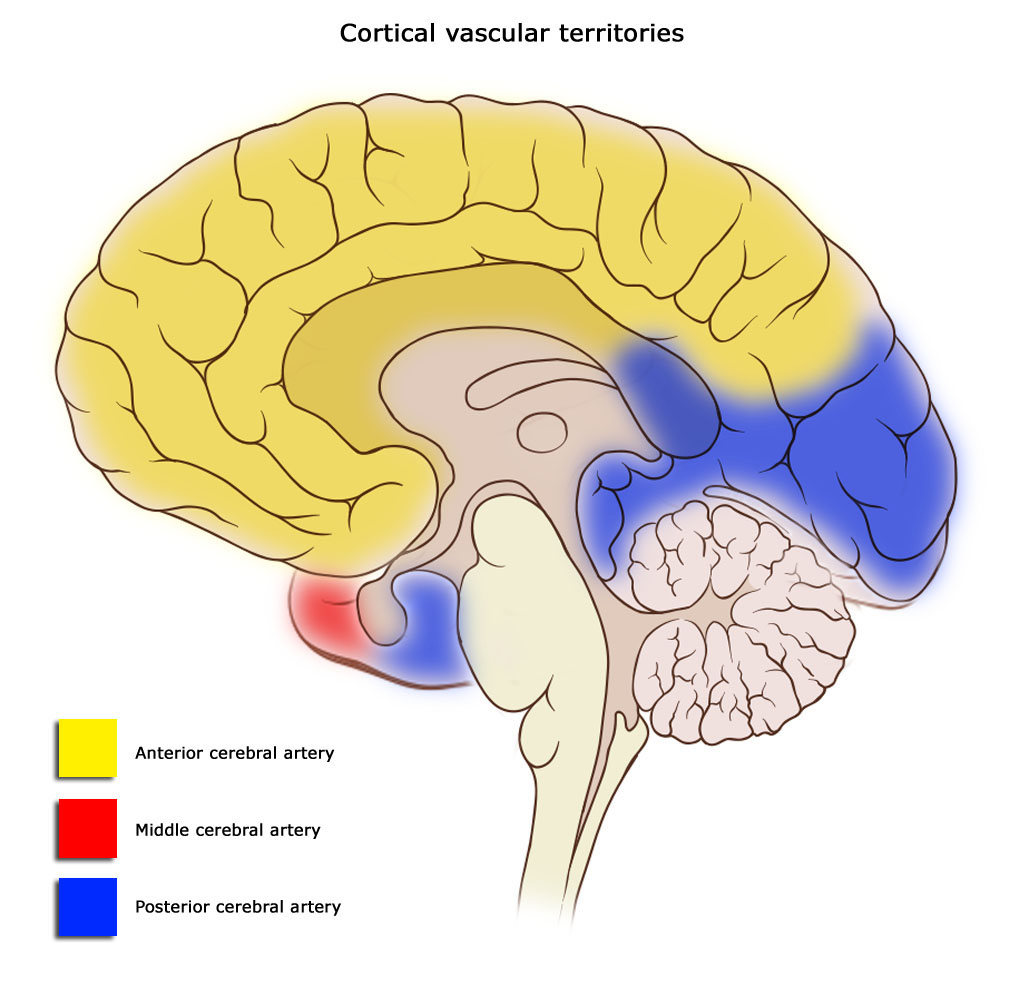 Cortical vascular territories
Anterior cerebral artery
Middle cerebral artery
Posterior cerebral artery